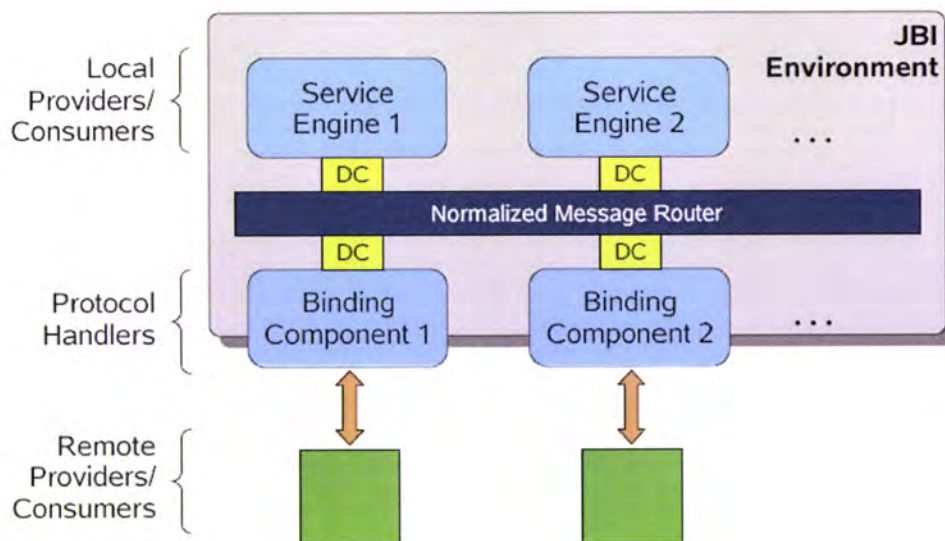 JBI
Environment
Local
Providers/
Consumers
Service
Engine 1
Service
Engine 2
...
DC
DC
Normalized Message Router
DC
DC
Protocol
Handlers
Binding
Component 1
Binding
Component 2
...
Remote
Providers/
Consumers